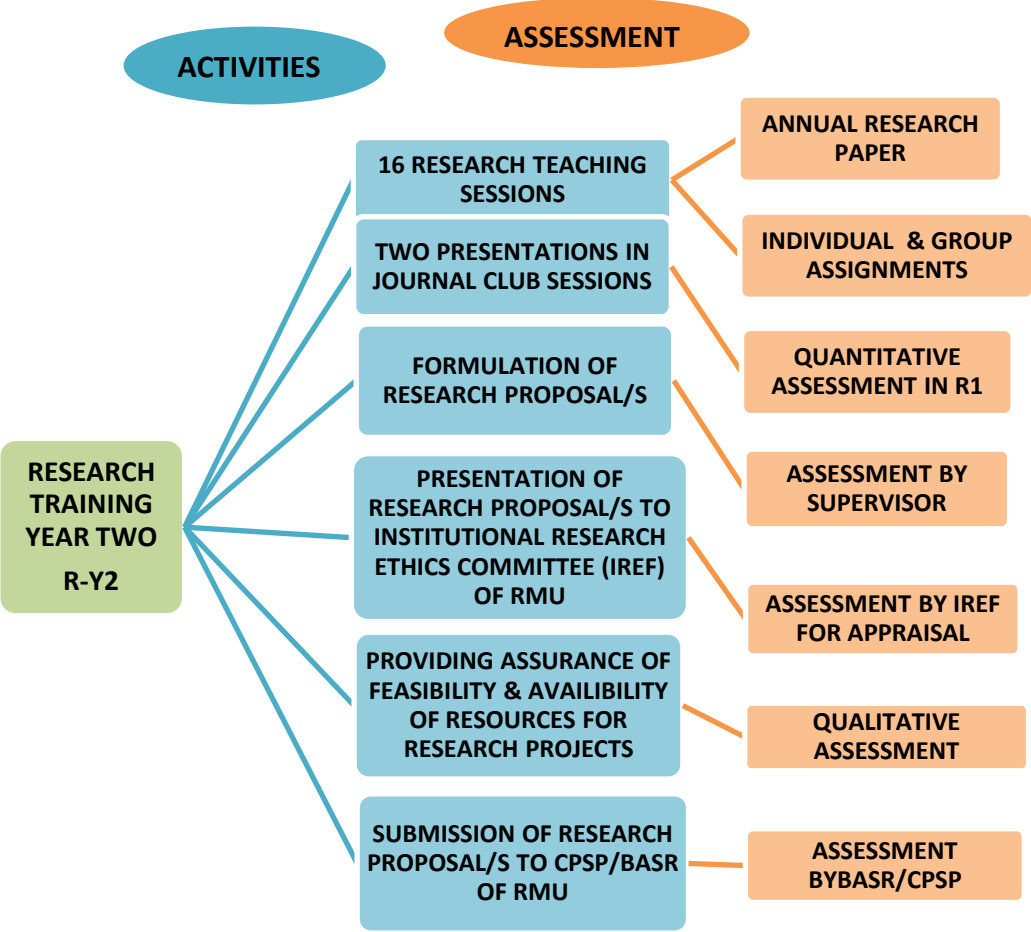 ACTIVITIES
ASSESSMENT
RESEARCH
TRAINING
YEAR TWO
R-Y2
16 RESEARCH TEACHING
SESSIONS
TWO PRESENTATIONS IN
JOURNAL CLUB SESSIONS
FORMULATION OF
RESEARCH PROPOSAL/S
PRESENTATION OF
RESEARCH PROPOSAL/S TO
INSTITUTIONAL RESEARCH
ETHICS COMMITTEE (IREF)
OF RMU
PROVIDING ASSURANCE OF
FEASIBILITY & AVAILIBILITY
OF RESOURCES FOR
RESEARCH PROJECTS
SUBMISSION OF RESEARCH
PROPOSAL/S TO CPSP/BASR
OF RMU
ANNUAL RESEARCH
PAPER
INDIVIDUAL & GROUP
ASSIGNMENTS
QUANTITATIVE
ASSESSMENT IN R1
ASSESSMENT BY
SUPERVISOR
ASSESSMENT BY IREF
FOR APPRAISAL
QUALITATIVE
ASSESSMENT
ASSESSMENT
BYBASR/CPSP